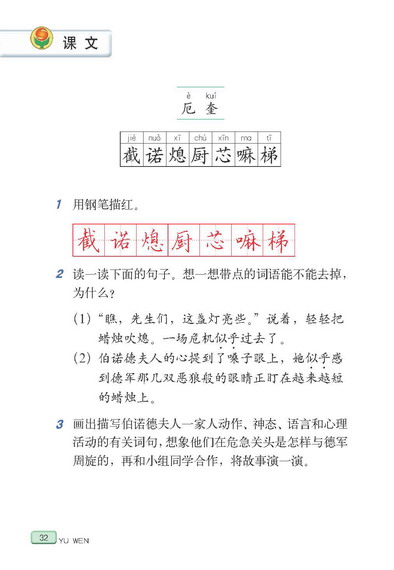 课文
è kuí
厄 奎
jié nuò xī chú xīn ma tī
截 诺 熄 厨 芯 嘛 梯
1 用钢笔描红。
截 诺 熄 厨 芯 嘛 梯
2 读一读下面的句子。想一想带点的词语能不能去掉，
为什么？
（1）“瞧，先生们，这盏灯亮些。”说着，轻轻把
蜡烛吹熄。一场危机似乎过去了。
（2）伯诺德夫人的心提到了嗓子眼上，她似乎感
到德军那几双恶狼般的眼睛正盯在越来越短
的蜡烛上。
3 画出描写伯诺德夫人一家人动作、神态、语言和心理
活动的有关词句，想象他们在危急关头是怎样与德军
周旋的，再和小组同学合作，将故事演一演。
32
YU WEN